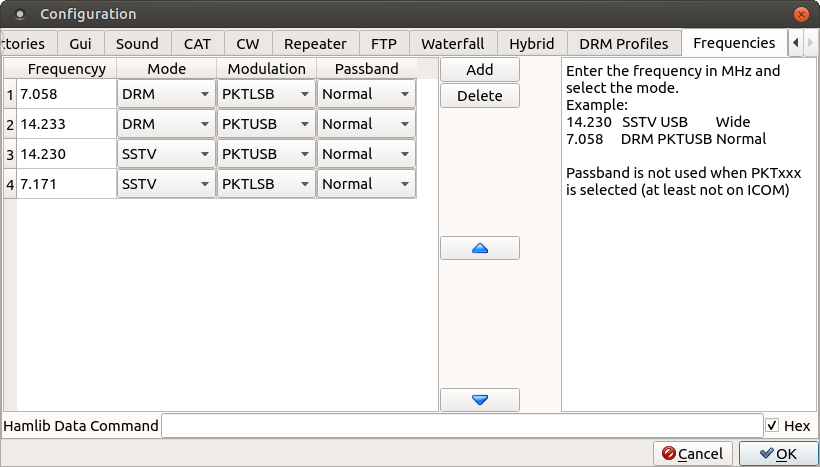 Configuration
ctories Gui Sound CAT CW Repeater FTP Waterfall Hybrid DRM Profiles Frequencies
Frequencyy Mode Modulation Passband
1 7.058 DRM PKTLSB Normal
2 14.233 DRM PKTUSB Normal
3 14.230 SSTV PKTUSB Normal
4 7.171 SSTV PKTLSB Normal
Add
Delete
Enter the frequency in MHz and
select the mode.
Example:
14.230 SSTV USB Wide
7.058 DRM PKTUSB Normal
Passband is not used when PKTxxx
is selected (at least not on ICOM)
Hamlib Data Command Hex
Cancel OK